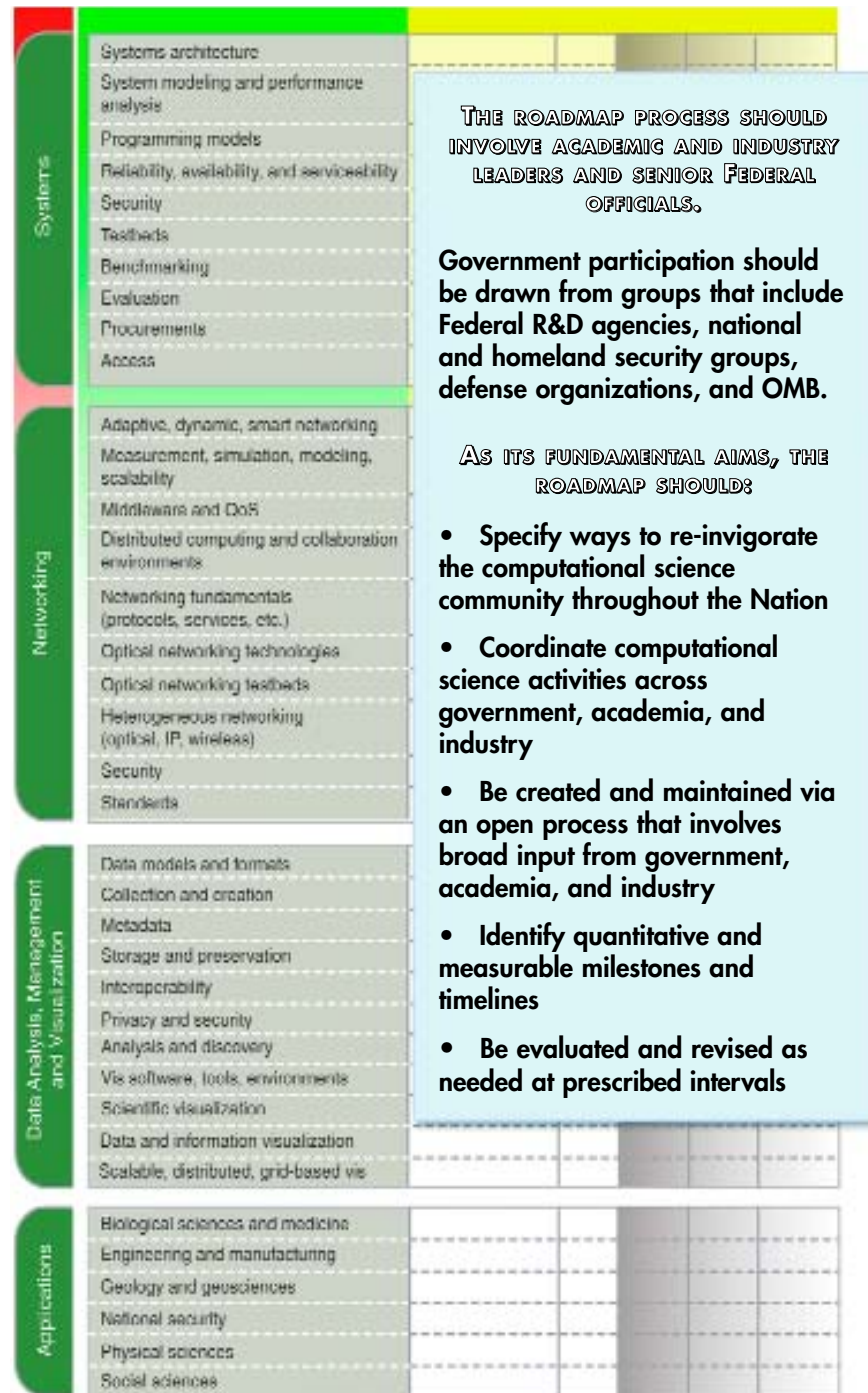 Systems
Systems architecture
System modeling and performance
analysis
Programming models
Reliability, availability, and serviceability
Security
Testbeds
Benchmarking
Evaluation
Procurements
Access
Networking
Adaptive, dynamic, smart networking
Measurement, simulation, modeling,
scalability
Middleware and QoS
Distributed computing and collaboration
environments
Networking fundamentals
(protocols, services, etc.)
Optical networking technologies
Optical networking testbeds
Heterogeneous networking
(optical, IP, wireless)
Security
Standards
Data Analysis, Management
and Visualization
Data models and formats
Collection and creation
Metadata
Storage and preservation
Interoperability
Privacy and security
Analysis and discovery
Vis software, tools, environments
Scientific visualization
Data and information visualization
Scalable, distributed, grid-based vis
Applications
Biological sciences and medicine
Engineering and manufacturing
Geology and geosciences
National security
Physical sciences
Social sciences
THE ROADMAP PROCESS SHOULD
INVOLVE ACADEMIC AND INDUSTRY
LEADERS AND SENIOR FEDERAL
OFFICIALS.
Government participation should
be drawn from groups that include
Federal R&D agencies, national
and homeland security groups,
defense organizations, and OMB.
AS ITS FUNDAMENTAL AIMS, THE
ROADMAP SHOULD:
• Specify ways to re-invigorate
the computational science
community throughout the Nation
• Coordinate computational
science activities across
government, academia, and
industry
• Be created and maintained via
an open process that involves
broad input from government,
academia, and industry
• Identify quantitative and
measurable milestones and
timelines
• Be evaluated and revised as
needed at prescribed intervals